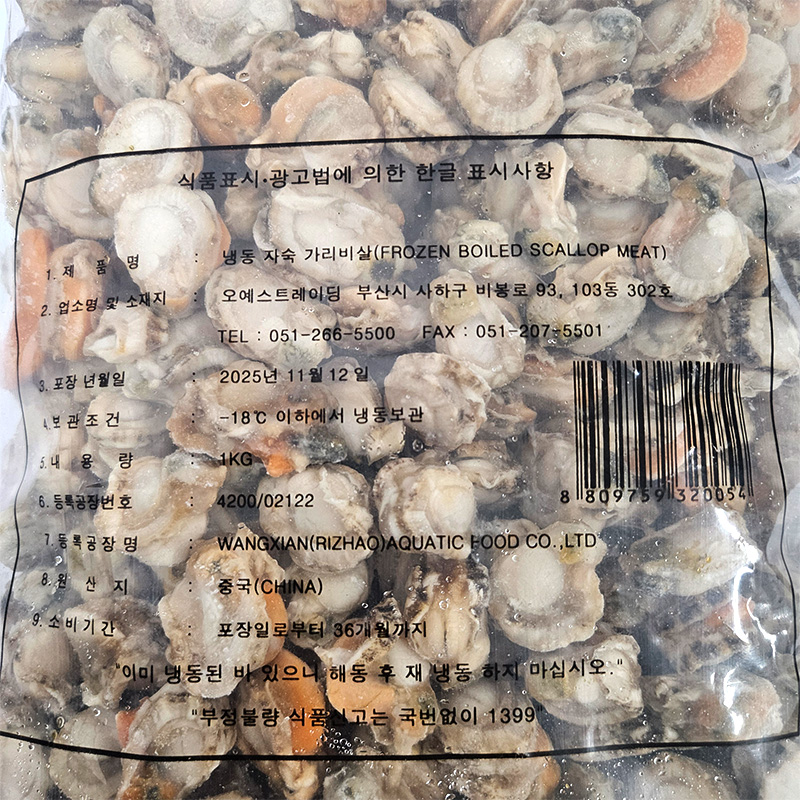 식품표시·광고법에 의한 한글 표시사항
1. 제 품 명 : 냉동 자숙 가리비살(FROZEN BOILED SCALLOP MEAT)
2. 업소명 및 소재지 : 오예스트레이딩 부산시 사하구 비봉로 93, 103동 302호
TEL : 051-266-5500 FAX : 051-207-5501
3. 포장 년월일 : 2025년 11월 12일
4. 보관조건 : -18℃ 이하에서 냉동보관
5. 내 용 량 : 1KG
6. 등록공장번호 : 4200/02122
7. 등록공장명 : WANGXIAN(RIZHAO)AQUATIC FOOD CO.,LTD
8. 원 산 지 : 중국(CHINA)
9. 소비기간 : 포장일로부터 36개월까지
8 809759 320054
"이미 냉동된 바 있으니 해동 후 재 냉동 하지 마십시오."
"부정불량 식품신고는 국번없이 1399"